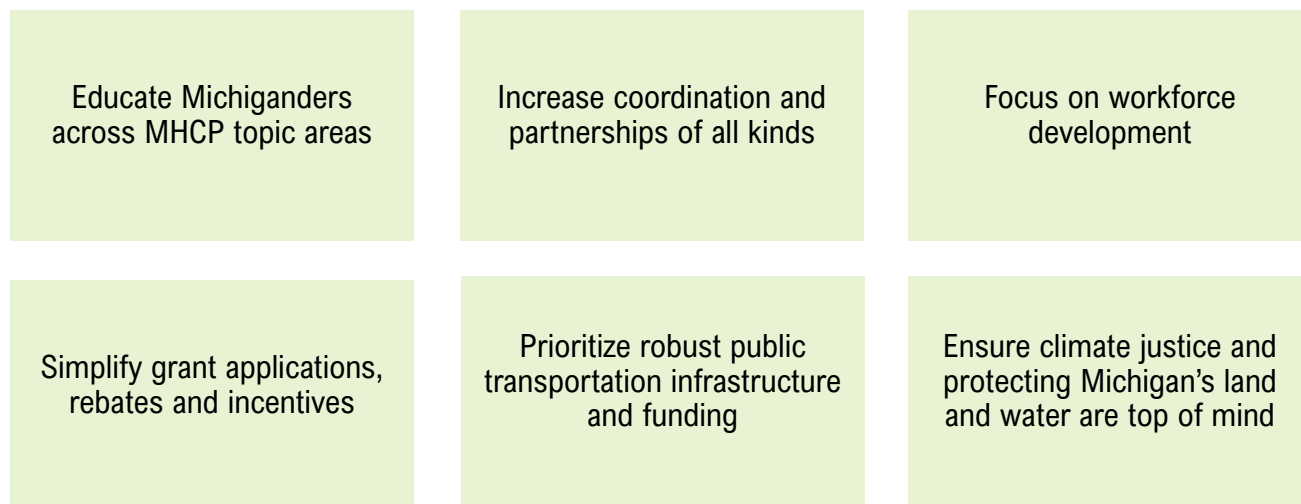 Educate Michiganders
across MHCP topic areas
Increase coordination and
partnerships of all kinds
Focus on workforce
development
Simplify grant applications,
rebates and incentives
Prioritize robust public
transportation infrastructure
and funding
Ensure climate justice and
protecting Michigan’s land
and water are top of mind